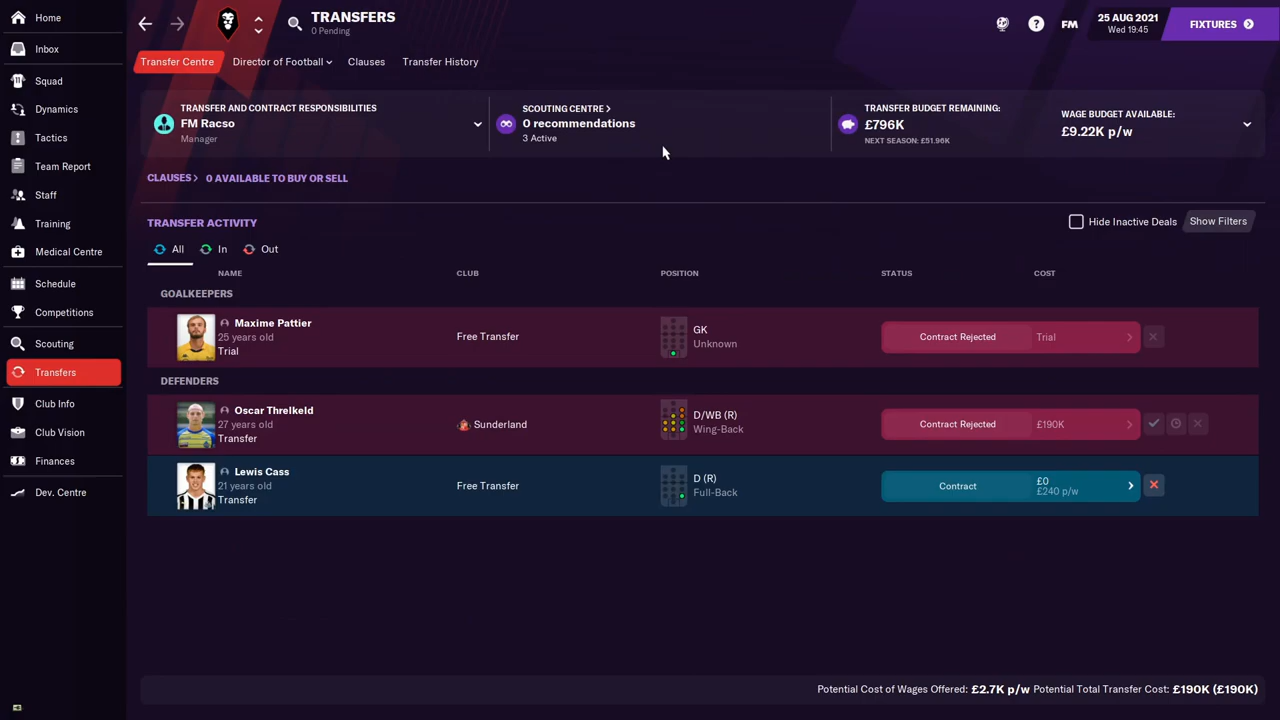 Home
Inbox
Squad
Dynamics
Tactics
Team Report
Staff
Training
Medical Centre
Schedule
Competitions
Scouting
Transfers
Club Info
Club Vision
Finances
Dev. Centre
TRANSFERS
0 Pending
FM
25 AUG 2021
Wed 19:45
FIXTURES
Transfer Centre
Director of Football
Clauses
Transfer History
TRANSFER AND CONTRACT RESPONSIBILITIES
FM Racso
Manager
SCOUTING CENTRE >
0 recommendations
3 Active
TRANSFER BUDGET REMAINING:
£796K
NEXT SEASON: £51.96K
WAGE BUDGET AVAILABLE:
£9.22K p/w
CLAUSES > 0 AVAILABLE TO BUY OR SELL
TRANSFER ACTIVITY
Hide Inactive Deals
Show Filters
All
In
Out
NAME CLUB POSITION STATUS COST
GOALKEEPERS
Maxime Pattier
25 years old
Trial
Free Transfer
GK
Unknown
Contract Rejected
Trial
DEFENDERS
Oscar Threlkeld
27 years old
Transfer
Sunderland
D/WB (R)
Wing-Back
Contract Rejected
£190K
Lewis Cass
21 years old
Transfer
Free Transfer
D (R)
Full-Back
Contract
£0
£240 p/w
Potential Cost of Wages Offered: £2.7K p/w Potential Total Transfer Cost: £190K (£190K)